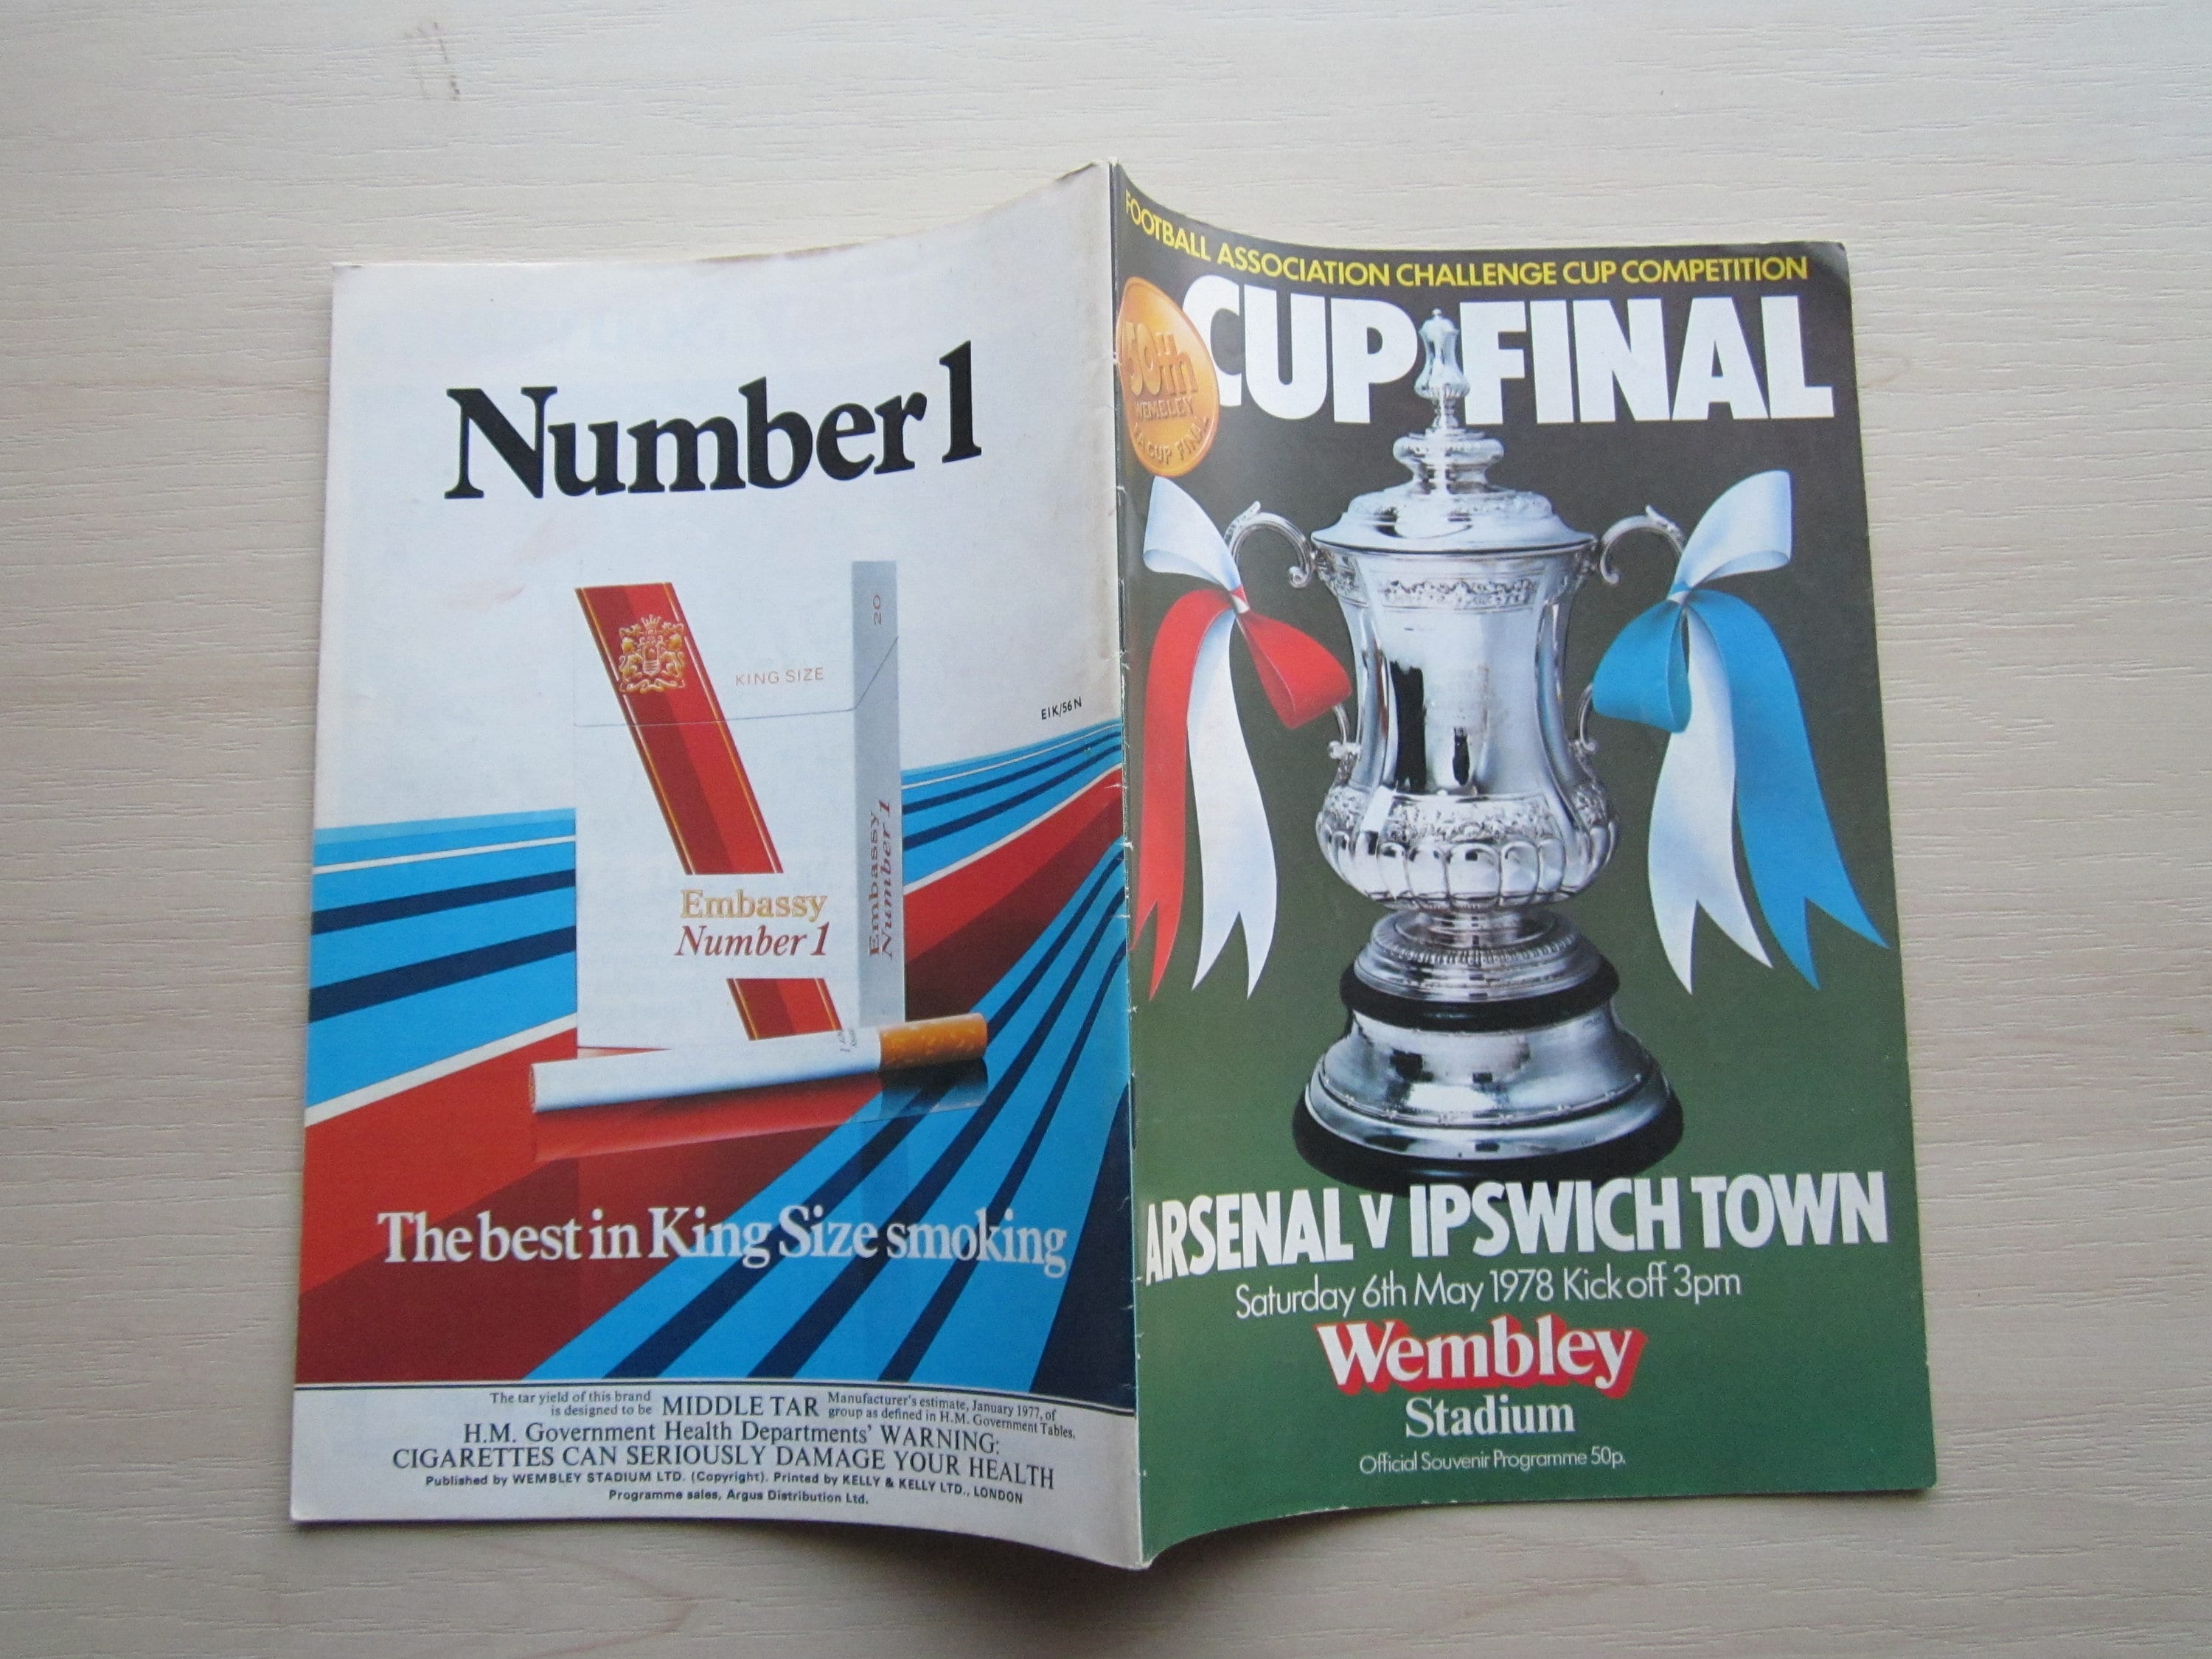 Number 1
KING SIZE
20
E1K/56N
Embassy
Number 1
Embassy
Number 1
The best in King Size smoking
The tar yield of this brand
is designed to be
MIDDLE TAR
Manufacturer's estimate, January 1977, of
group as defined in H.M. Government Tables.
H.M. Government Health Departments' WARNING:
CIGARETTES CAN SERIOUSLY DAMAGE YOUR HEALTH
Published by WEMBLEY STADIUM LTD. (Copyright). Printed by KELLY & KELLY LTD., LONDON
Programme sales, Argus Distribution Ltd.
FOOTBALL ASSOCIATION CHALLENGE CUP COMPETITION
CUP FINAL
50th
WEMBLEY
CUP FINAL
ARSENAL v IPSWICH TOWN
Saturday 6th May 1978 Kick off 3pm
Wembley
Stadium
Official Souvenir Programme 50p.